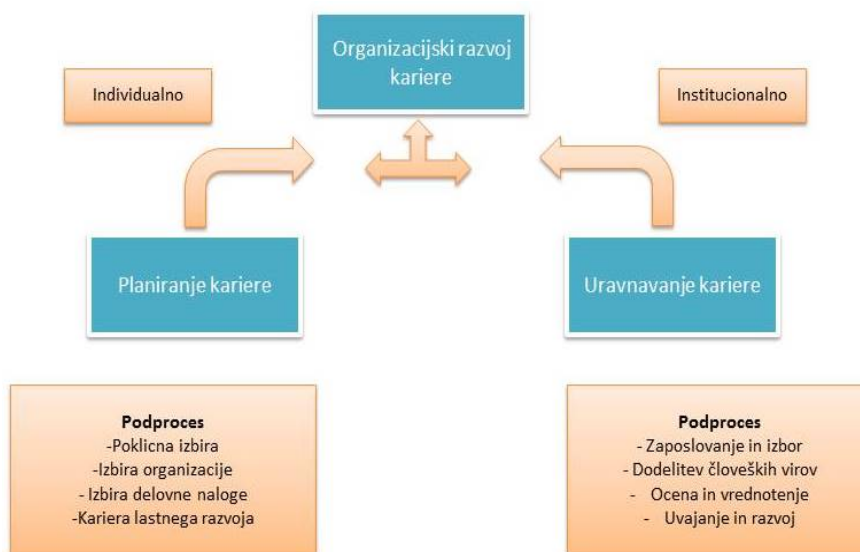 Organizacijski razvoj
kariere
Individualno
Institucionalno
Planiranje kariere
Uravnavanje kariere
Podproces
-Poklicna izbira
-Izbira organizacije
- Izbira delovne naloge
-Kariera lastnega razvoja
Podproces
- Zaposlovanje in izbor
- Dodelitev človeških virov
- Ocena in vrednotenje
- Uvajanje in razvoj